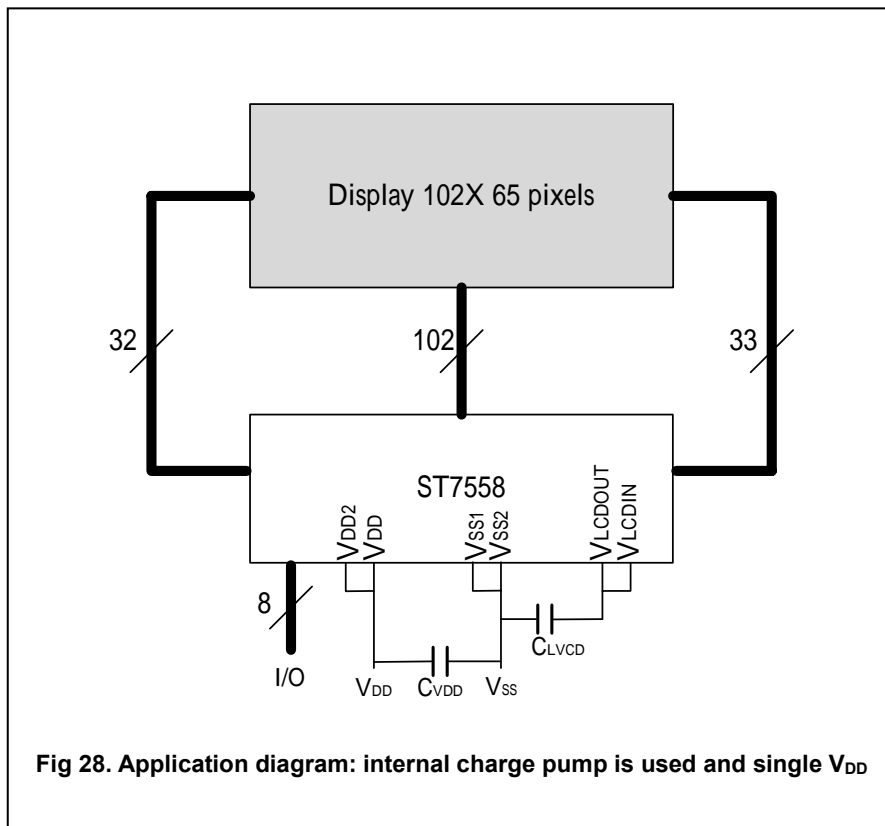 Display 102X 65 pixels
32
102
33
ST7558
VDD2
VDD
VSS1
VSS2
VLCDOUT
VLCDIN
8
CLVCD
I/O
VDD
CVDD
VSS
Fig 28. Application diagram: internal charge pump is used and single VDD